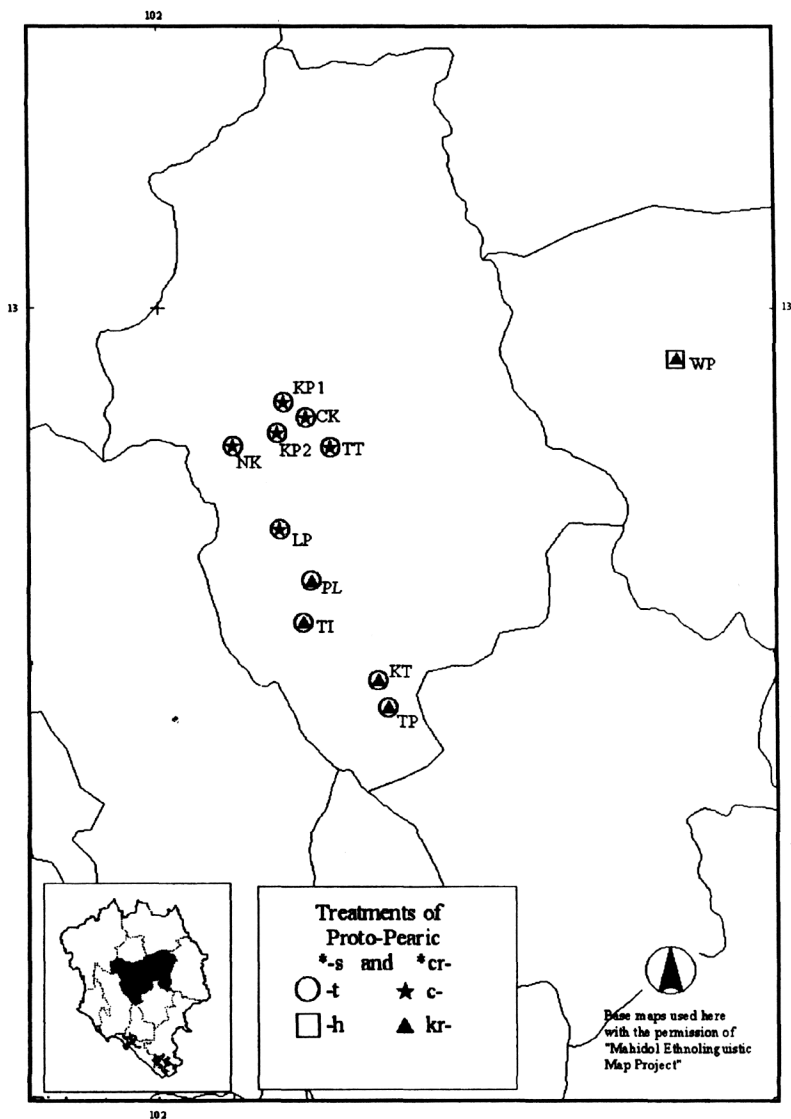 102
13
13
KP1
CK
KP2
TT
NK
WP
LP
PL
TI
KT
TP
Treatments of
Proto-Pearic
*-s and *cr-
-t c-
-h kr-
Base maps used here
with the permission of
"Mahidol Ethnolinguistic
Map Project"
102